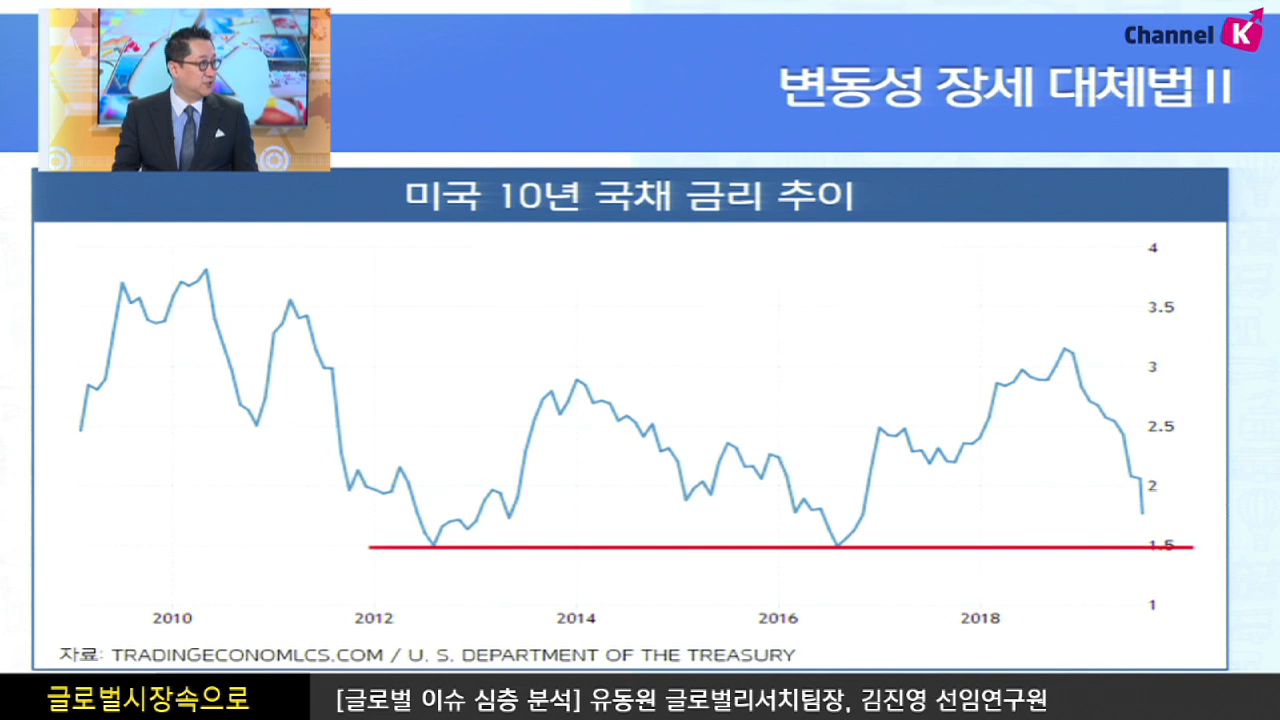 Channel K
변동성 장세 대체법 II
미국 10년 국채 금리 추이
4
3.5
3
2.5
2
1.5
1
2010 2012 2014 2016 2018
자료: TRADINGECONOMLCS.COM / U. S. DEPARTMENT OF THE TREASURY
글로벌시장속으로
[글로벌 이슈 심층 분석] 유동원 글로벌리서치팀장, 김진영 선임연구원